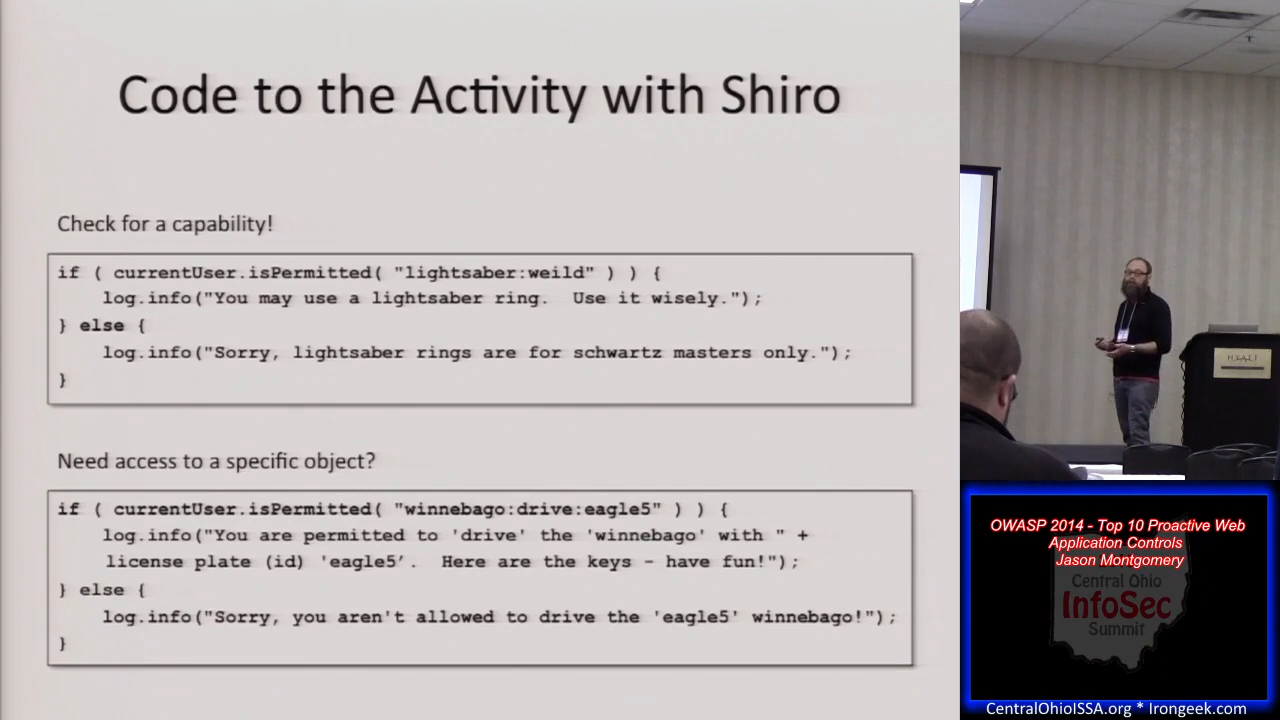 Code to the Activity with Shiro
Check for a capability!
if ( currentUser.isPermitted( "lightsaber:weild" ) ) {
    log.info("You may use a lightsaber ring.  Use it wisely.");
} else {
    log.info("Sorry, lightsaber rings are for schwartz masters only.");
}
Need access to a specific object?
if ( currentUser.isPermitted( "winnebago:drive:eagle5" ) ) {
    log.info("You are permitted to 'drive' the 'winnebago' with " +
    license plate (id) 'eagle5'.  Here are the keys - have fun!");
} else {
    log.info("Sorry, you aren't allowed to drive the 'eagle5' winnebago!");
}
HYATT
OWASP 2014 - Top 10 Proactive Web
Application Controls
Jason Montgomery
Central Ohio
InfoSec
Summit
CentralOhioISSA.org * Irongeek.com